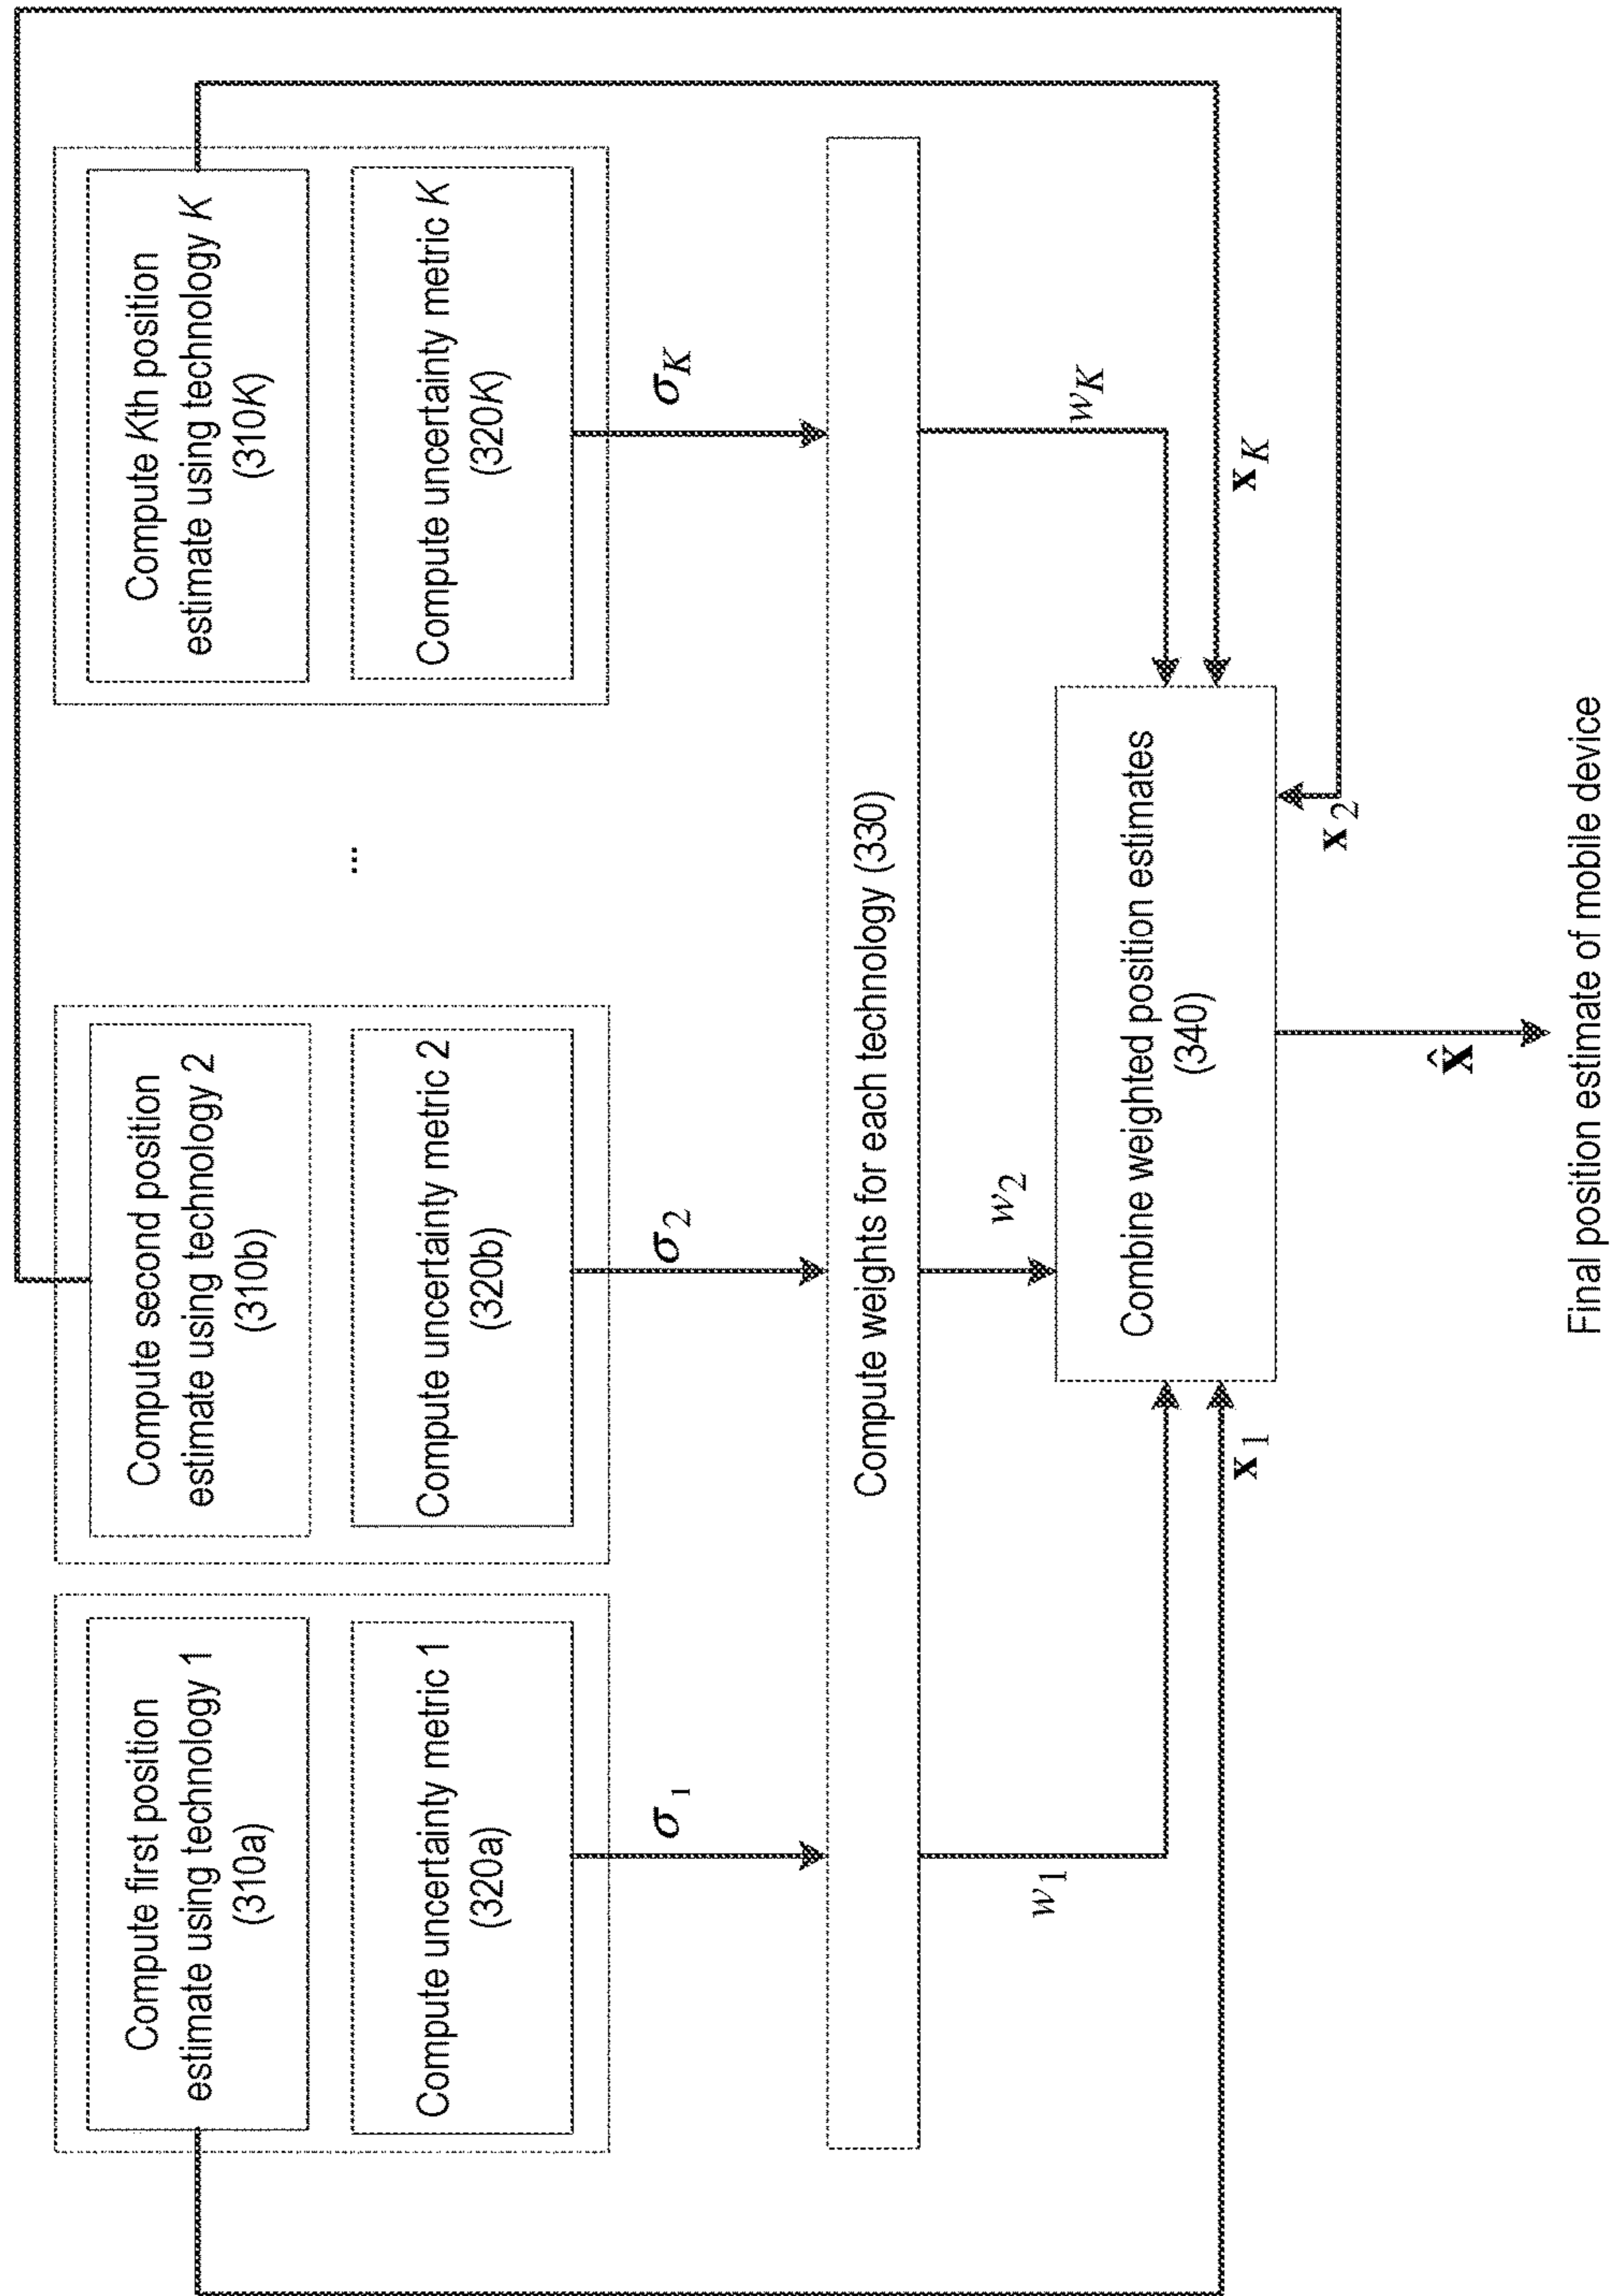 Compute first position
estimate using technology 1
(310a)
Compute uncertainty metric 1
(320a)
Compute second position
estimate using technology 2
(310b)
Compute uncertainty metric 2
(320b)
...
Compute Kth position
estimate using technology K
(310K)
Compute uncertainty metric K
(320K)
σ1
σ2
σK
Compute weights for each technology (330)
w1
w2
wK
x1
Combine weighted position estimates
(340)
x2
xK
x̂
Final position estimate of mobile device